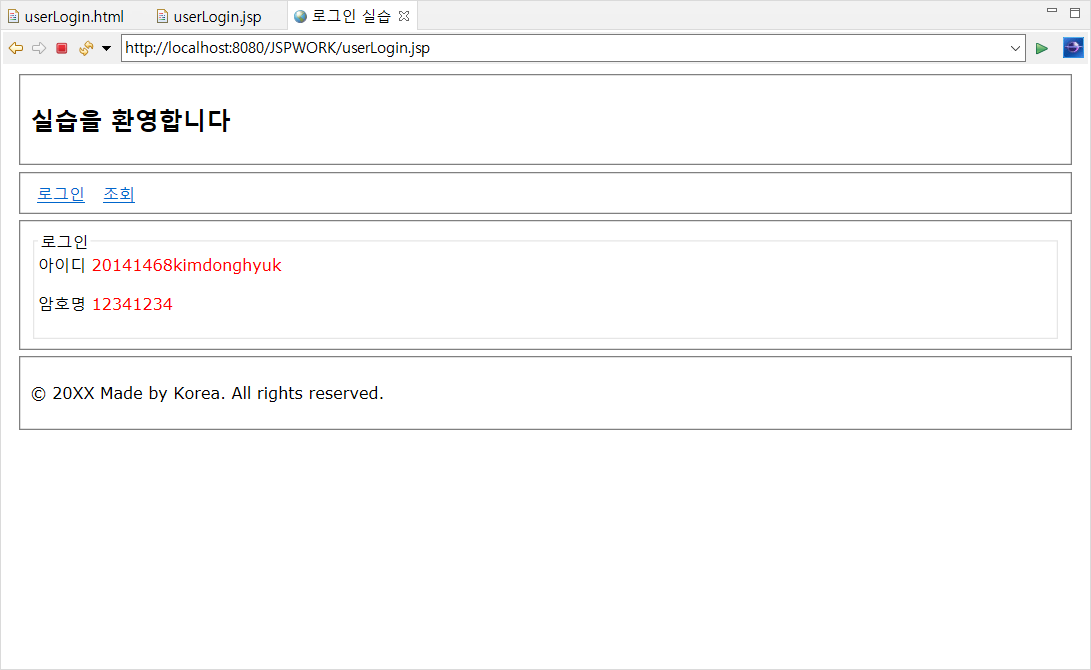 userLogin.html userLogin.jsp 로그인 실습
http://localhost:8080/JSPWORK/userLogin.jsp
실습을 환영합니다
로그인 조회
로그인
아이디 20141468kimdonghyuk
암호명 12341234
© 20XX Made by Korea. All rights reserved.